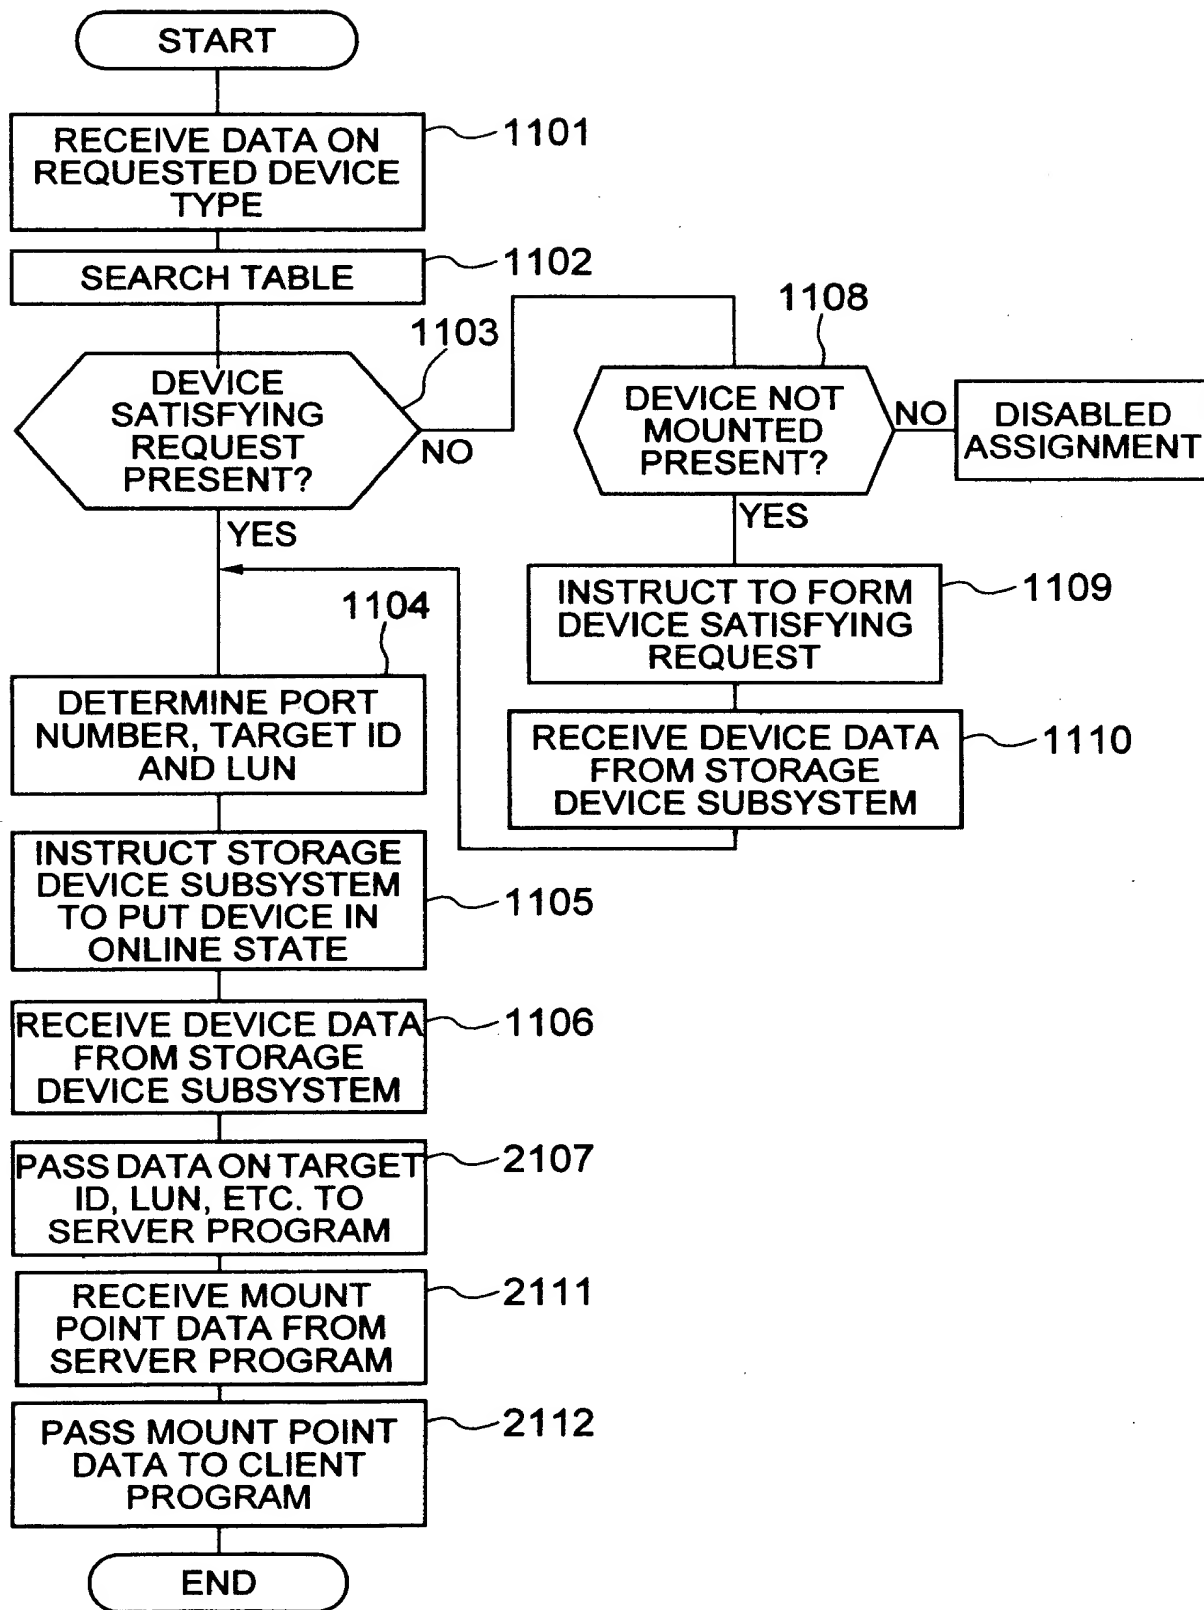 START
RECEIVE DATA ON
REQUESTED DEVICE
TYPE
1101
SEARCH TABLE
1102
DEVICE
SATISFYING
REQUEST
PRESENT?
1103
NO
YES
DEVICE NOT
MOUNTED
PRESENT?
1108
NO
DISABLED
ASSIGNMENT
YES
INSTRUCT TO FORM
DEVICE SATISFYING
REQUEST
1109
RECEIVE DEVICE DATA
FROM STORAGE
DEVICE SUBSYSTEM
1110
1104
DETERMINE PORT
NUMBER, TARGET ID
AND LUN
INSTRUCT STORAGE
DEVICE SUBSYSTEM
TO PUT DEVICE IN
ONLINE STATE
1105
RECEIVE DEVICE DATA
FROM STORAGE
DEVICE SUBSYSTEM
1106
PASS DATA ON TARGET
ID, LUN, ETC. TO
SERVER PROGRAM
2107
RECEIVE MOUNT
POINT DATA FROM
SERVER PROGRAM
2111
PASS MOUNT POINT
DATA TO CLIENT
PROGRAM
2112
END